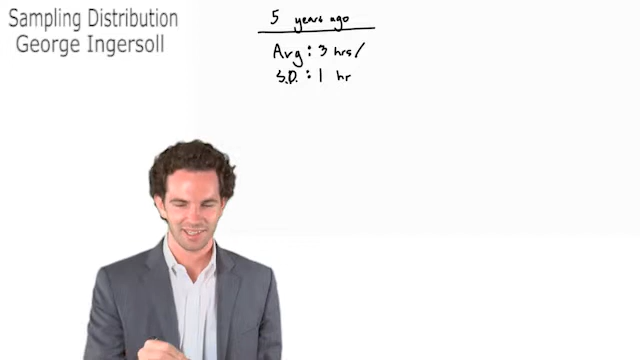 Sampling Distribution
George Ingersoll
5 years ago
Avg: 3 hrs/
S.D.: 1 hr